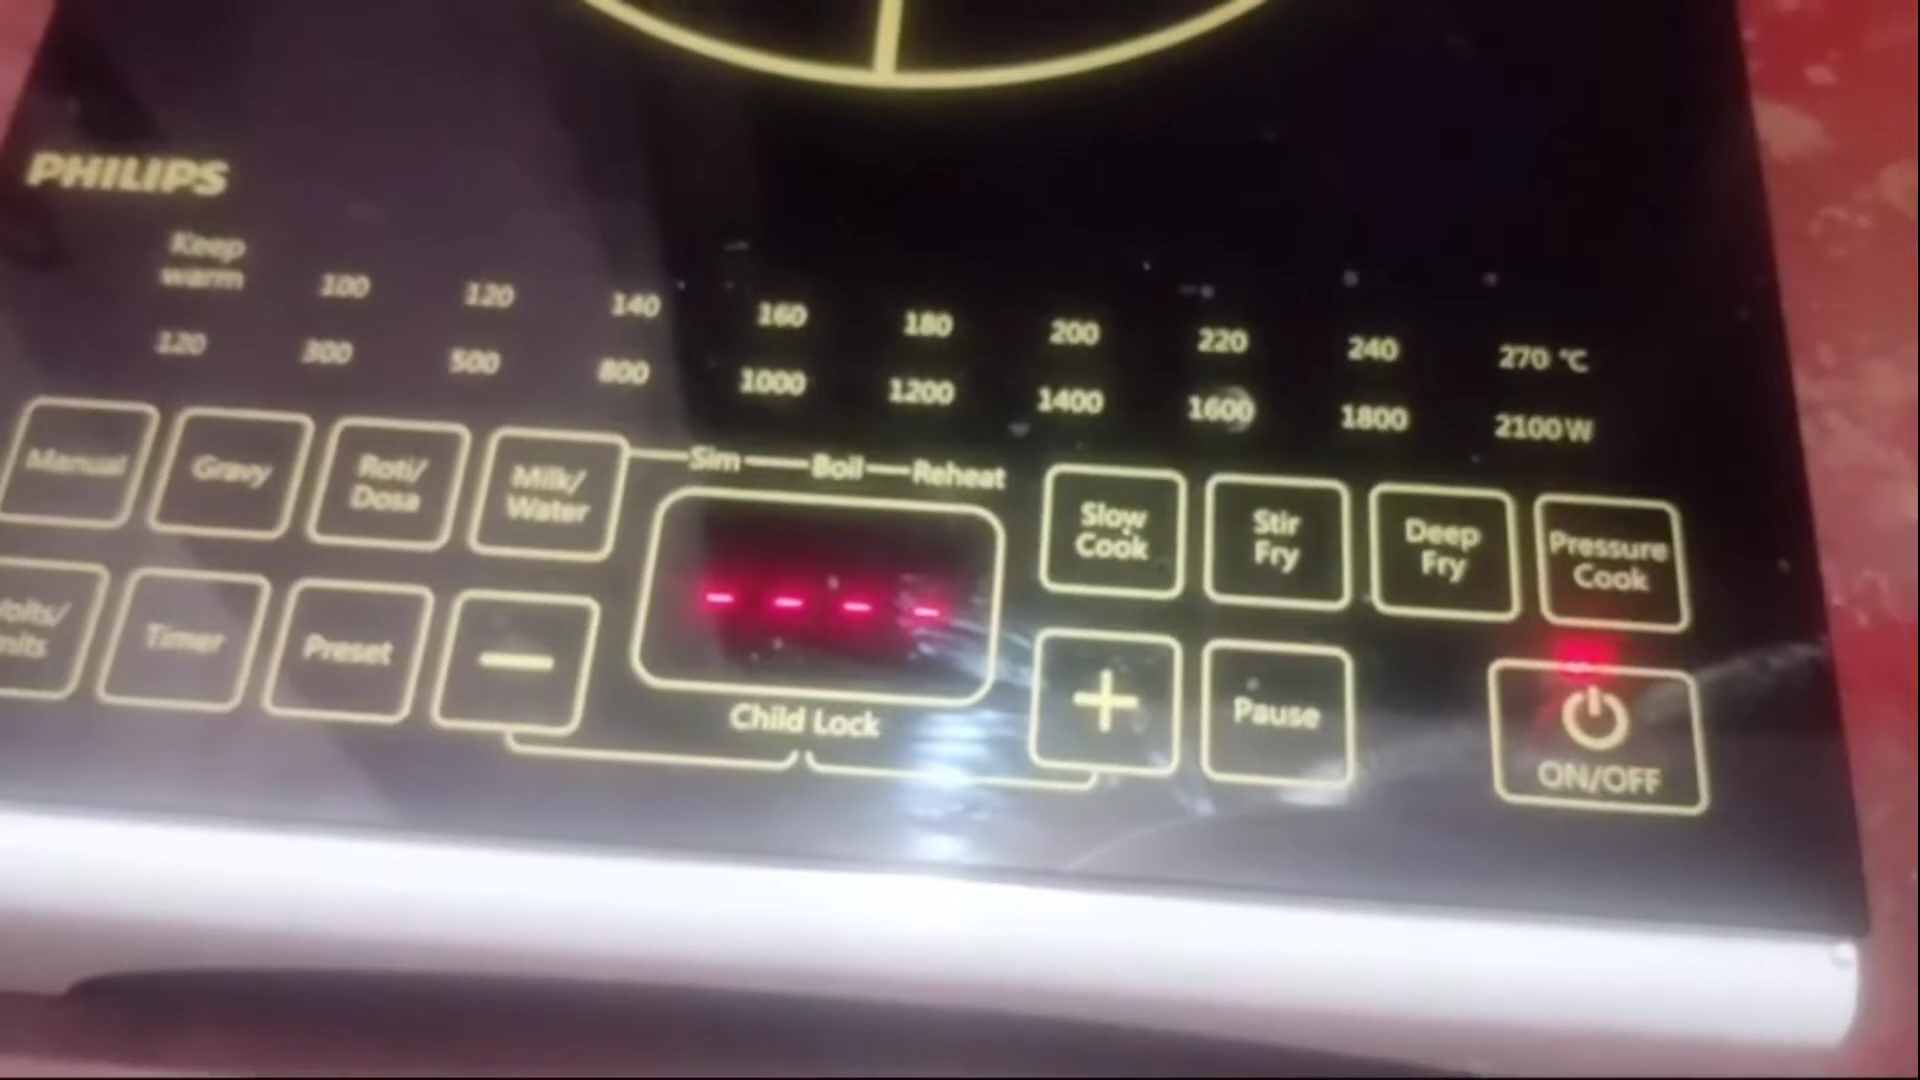 PHILIPS
Keep
warm 100 120 140 160 180 200 220 240 270 °C
120 300 500 800 1000 1200 1400 1600 1800 2100 W
Manual
Gravy
Roti/
Dosa
Milk/
Water
Sim Boil Reheat
Slow
Cook
Stir
Fry
Deep
Fry
Pressure
Cook
Timer
Preset
−
- - - -
+
Pause
ON/OFF
Child Lock